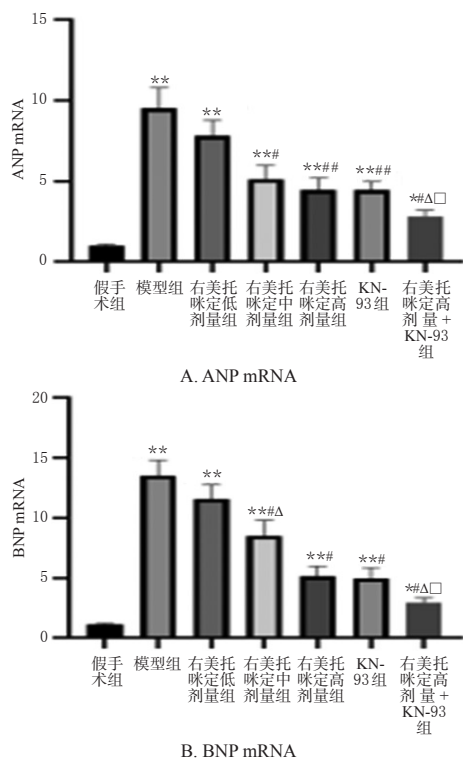 15
**
**
10
**#
**##
**##
*#Δ□
ANP mRNA
5
0
假手 模型组 右美托 右美托 右美托 KN- 右美托
术组 咪定低 咪定中 咪定高 93组 咪定高
剂量组 剂量组 剂量组 剂 量 +
KN-93
组
A. ANP mRNA
20
15
**
**
**#Δ
BNP mRNA
10
**#
**#
*#Δ□
5
0
假手 模型组 右美托 右美托 右美托 KN- 右美托
术组 咪定低 咪定中 咪定高 93组 咪定高
剂量组 剂量组 剂量组 剂 量 +
KN-93
组
B. BNP mRNA